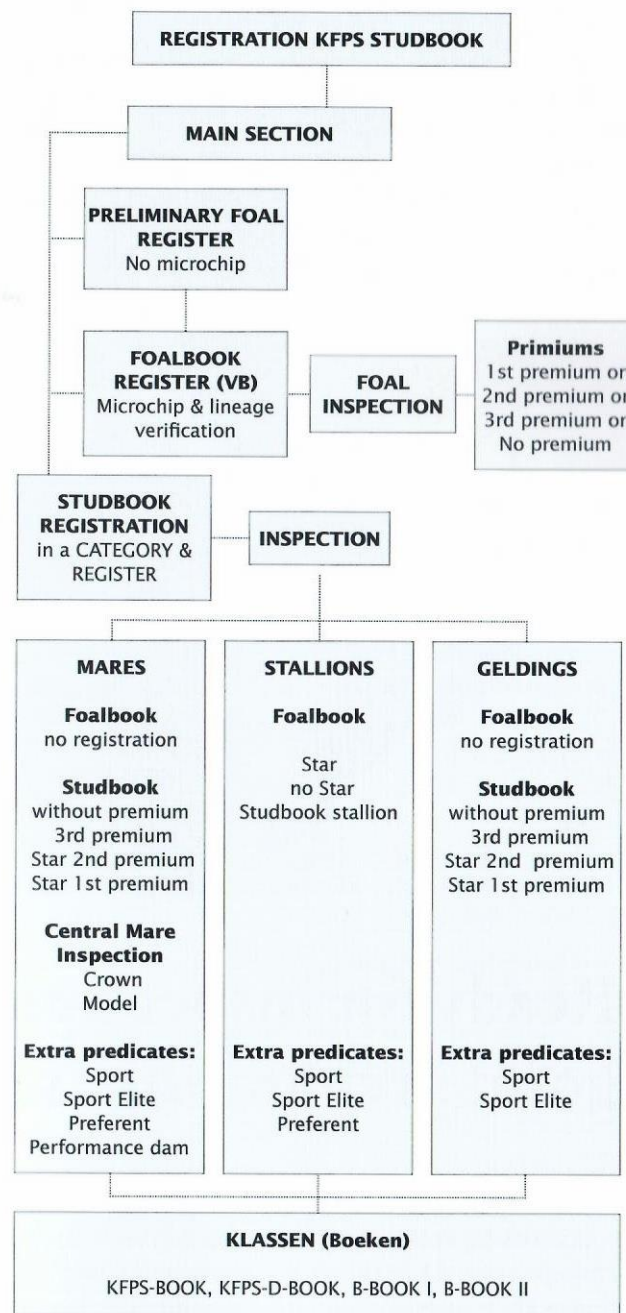 REGISTRATION KFPS STUDBOOK
MAIN SECTION
PRELIMINARY FOAL
REGISTER
No microchip
FOALBOOK
REGISTER (VB)
Microchip & lineage
verification
FOAL
INSPECTION
Primiums
1st premium or
2nd premium or
3rd premium or
No premium
STUDBOOK
REGISTRATION
in a CATEGORY &
REGISTER
INSPECTION
MARES
Foalbook
no registration
Studbook
without premium
3rd premium
Star 2nd premium
Star 1st premium
Central Mare
Inspection
Crown
Model
Extra predicates:
Sport
Sport Elite
Preferent
Performance dam
STALLIONS
Foalbook
Star
no Star
Studbook stallion
Extra predicates:
Sport
Sport Elite
Preferent
GELDINGS
Foalbook
no registration
Studbook
without premium
3rd premium
Star 2nd premium
Star 1st premium
Extra predicates:
Sport
Sport Elite
KLASSEN (Boeken)
KFPS-BOOK, KFPS-D-BOOK, B-BOOK I, B-BOOK II